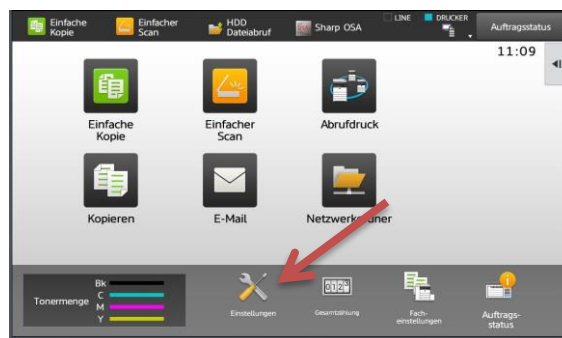 Einfache
Kopie
Einfacher
Scan
HDD
Dateiabruf
Sharp OSA
LINE
DRUCKER
Auftragsstatus
11:09
Einfache
Kopie
Einfacher
Scan
Abrufdruck
Kopieren
E-Mail
Netzwerkordner
Tonermenge
Bk
C
M
Y
Einstellungen
Gesamtzählung
Fach-
einstellungen
Auftrags-
status